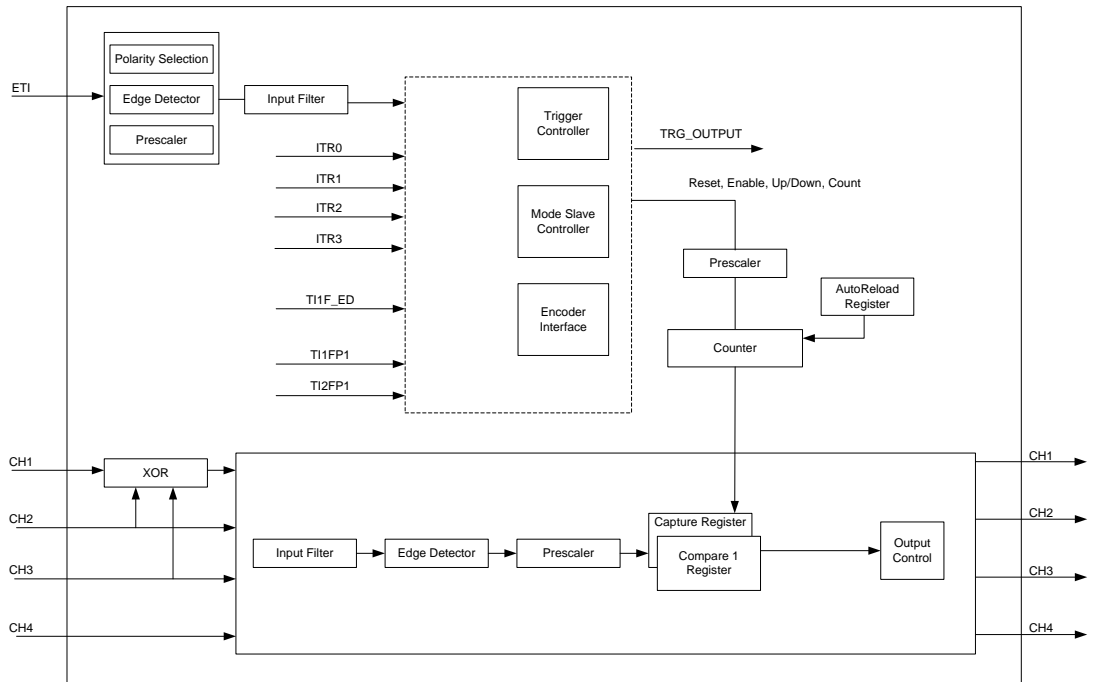 Polarity Selection
ETI
Edge Detector
Prescaler
Input Filter
ITR0
ITR1
ITR2
ITR3
TI1F_ED
TI1FP1
TI2FP1
Trigger
Controller
Mode Slave
Controller
Encoder
Interface
TRG_OUTPUT
Reset, Enable, Up/Down, Count
Prescaler
AutoReload
Register
Counter
CH1
XOR
CH2
CH3
CH4
Input Filter
Edge Detector
Prescaler
Capture Register
Compare 1
Register
Output
Control
CH1
CH2
CH3
CH4